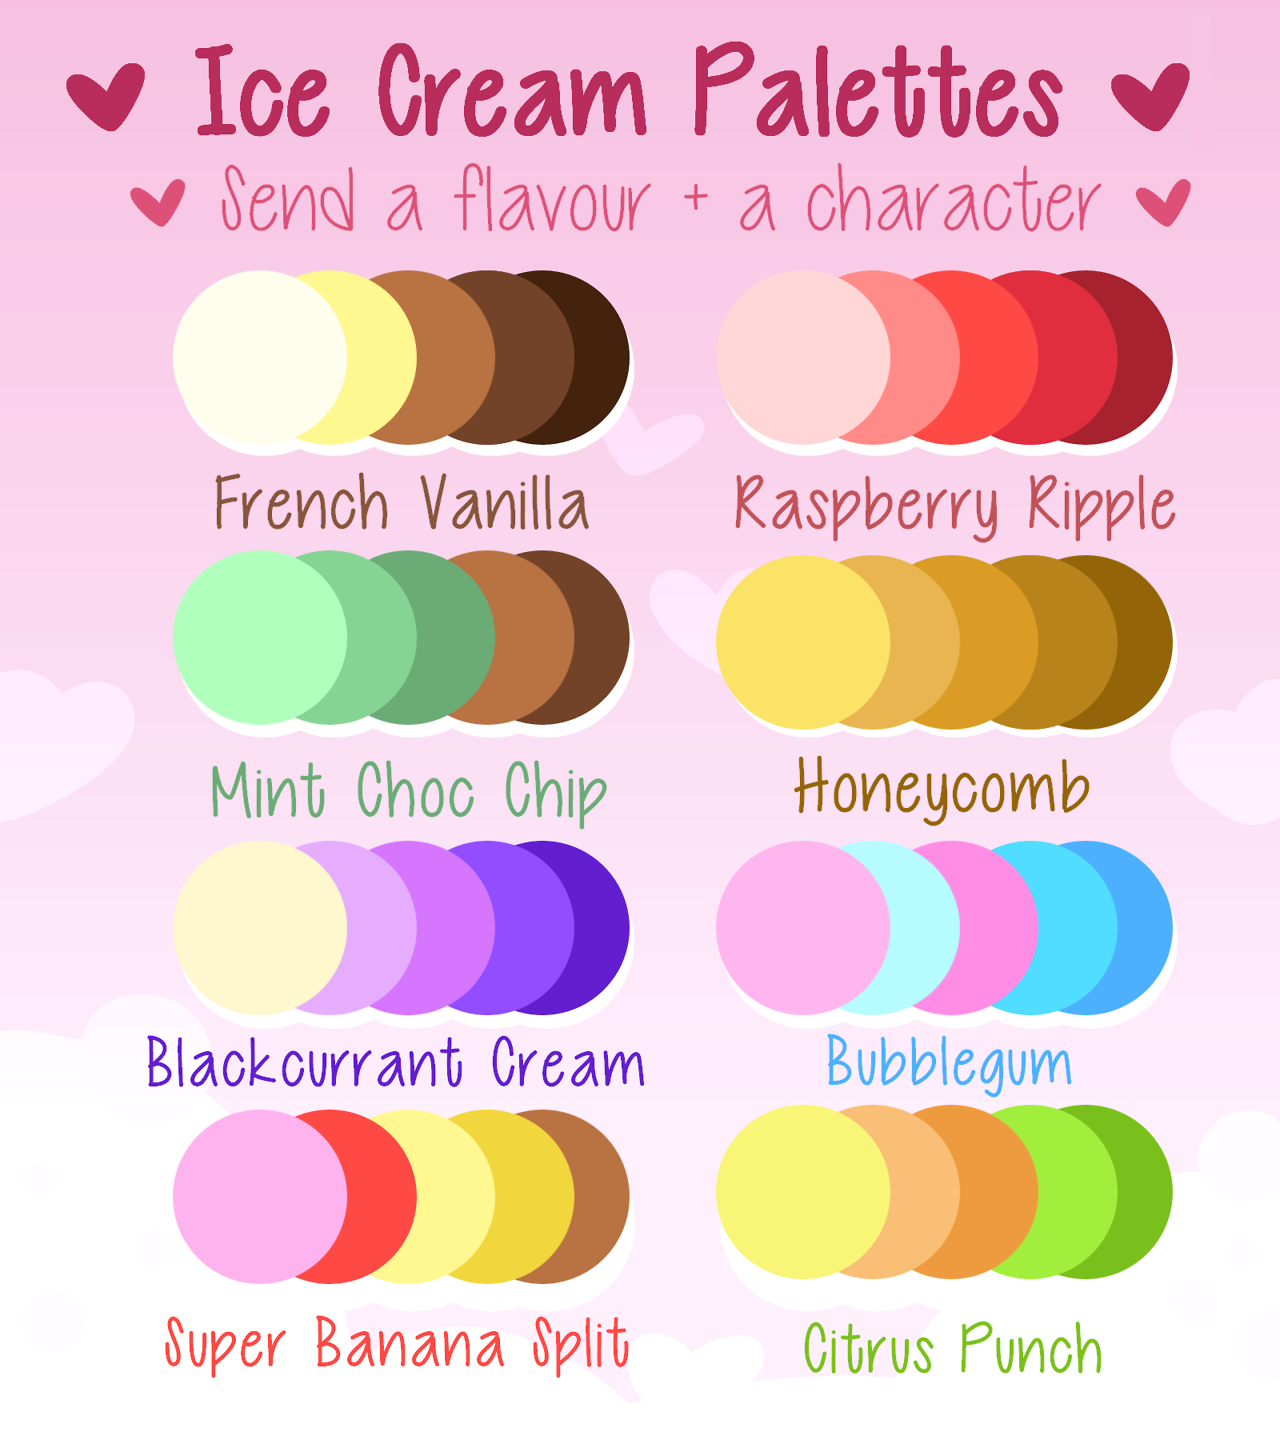 Ice Cream Palettes
Send a flavour + a character
French Vanilla
Raspberry Ripple
Mint Choc Chip
Honeycomb
Blackcurrant Cream
Bubblegum
Super Banana Split
Citrus Punch